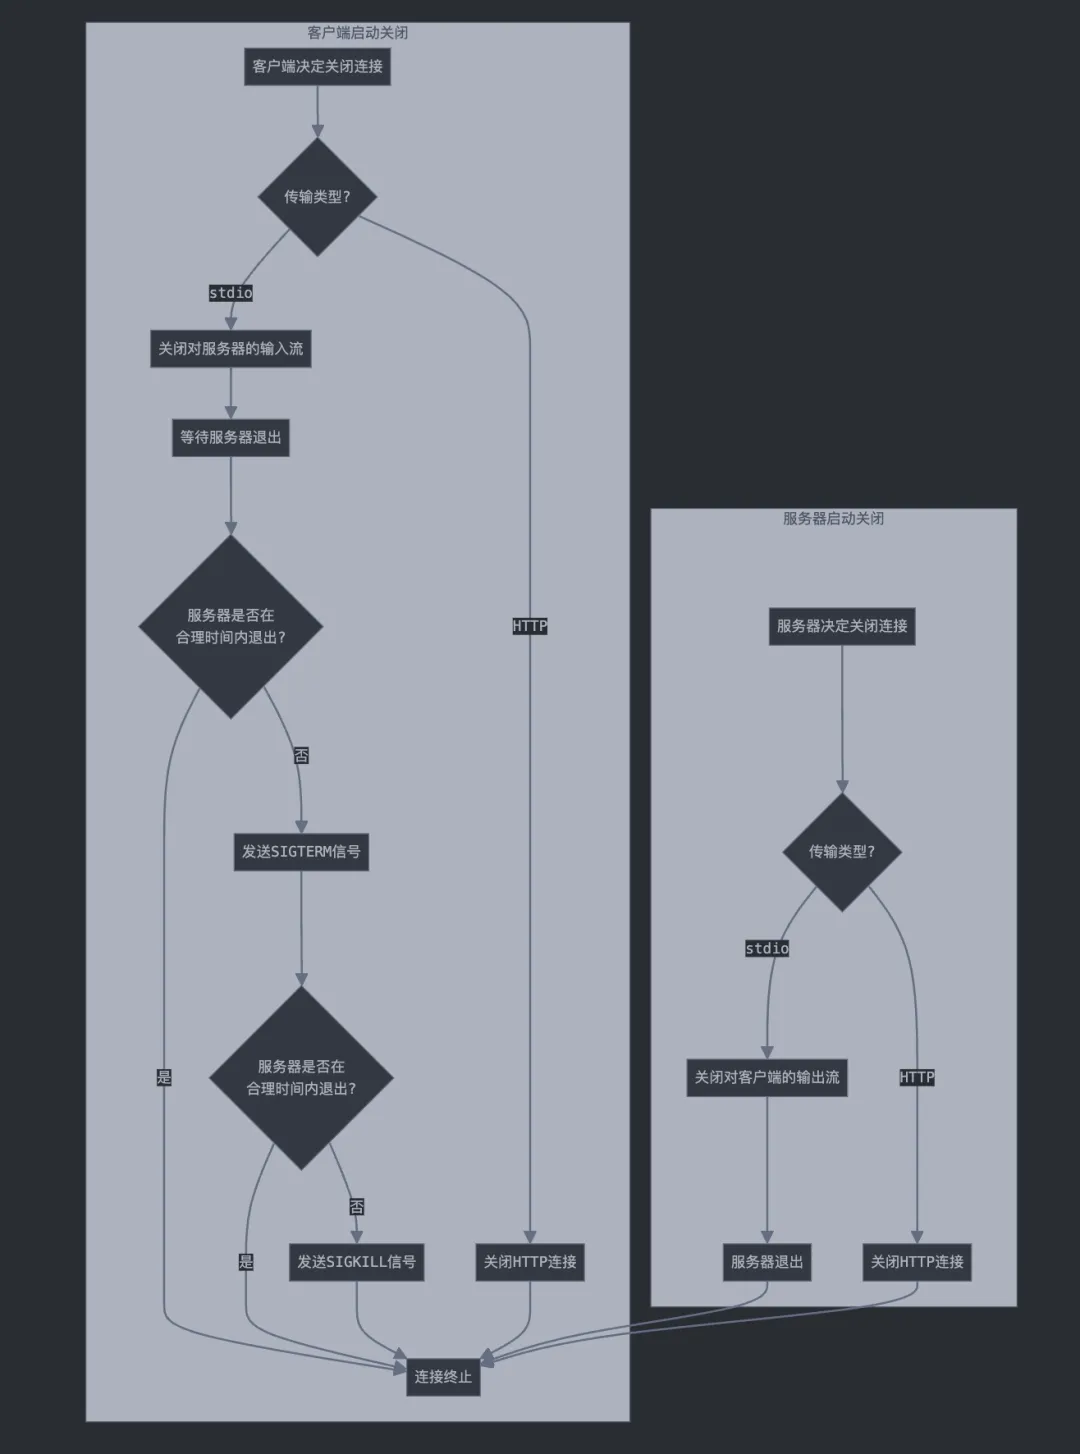 客户端启动关闭
客户端决定关闭连接
传输类型?
stdio
关闭对服务器的输入流
等待服务器退出
服务器是否在
合理时间内退出?
HTTP
否
发送SIGTERM信号
服务器是否在
合理时间内退出?
是
否
是
发送SIGKILL信号
关闭HTTP连接
连接终止
服务器启动关闭
服务器决定关闭连接
传输类型?
stdio
关闭对客户端的输出流
HTTP
服务器退出
关闭HTTP连接